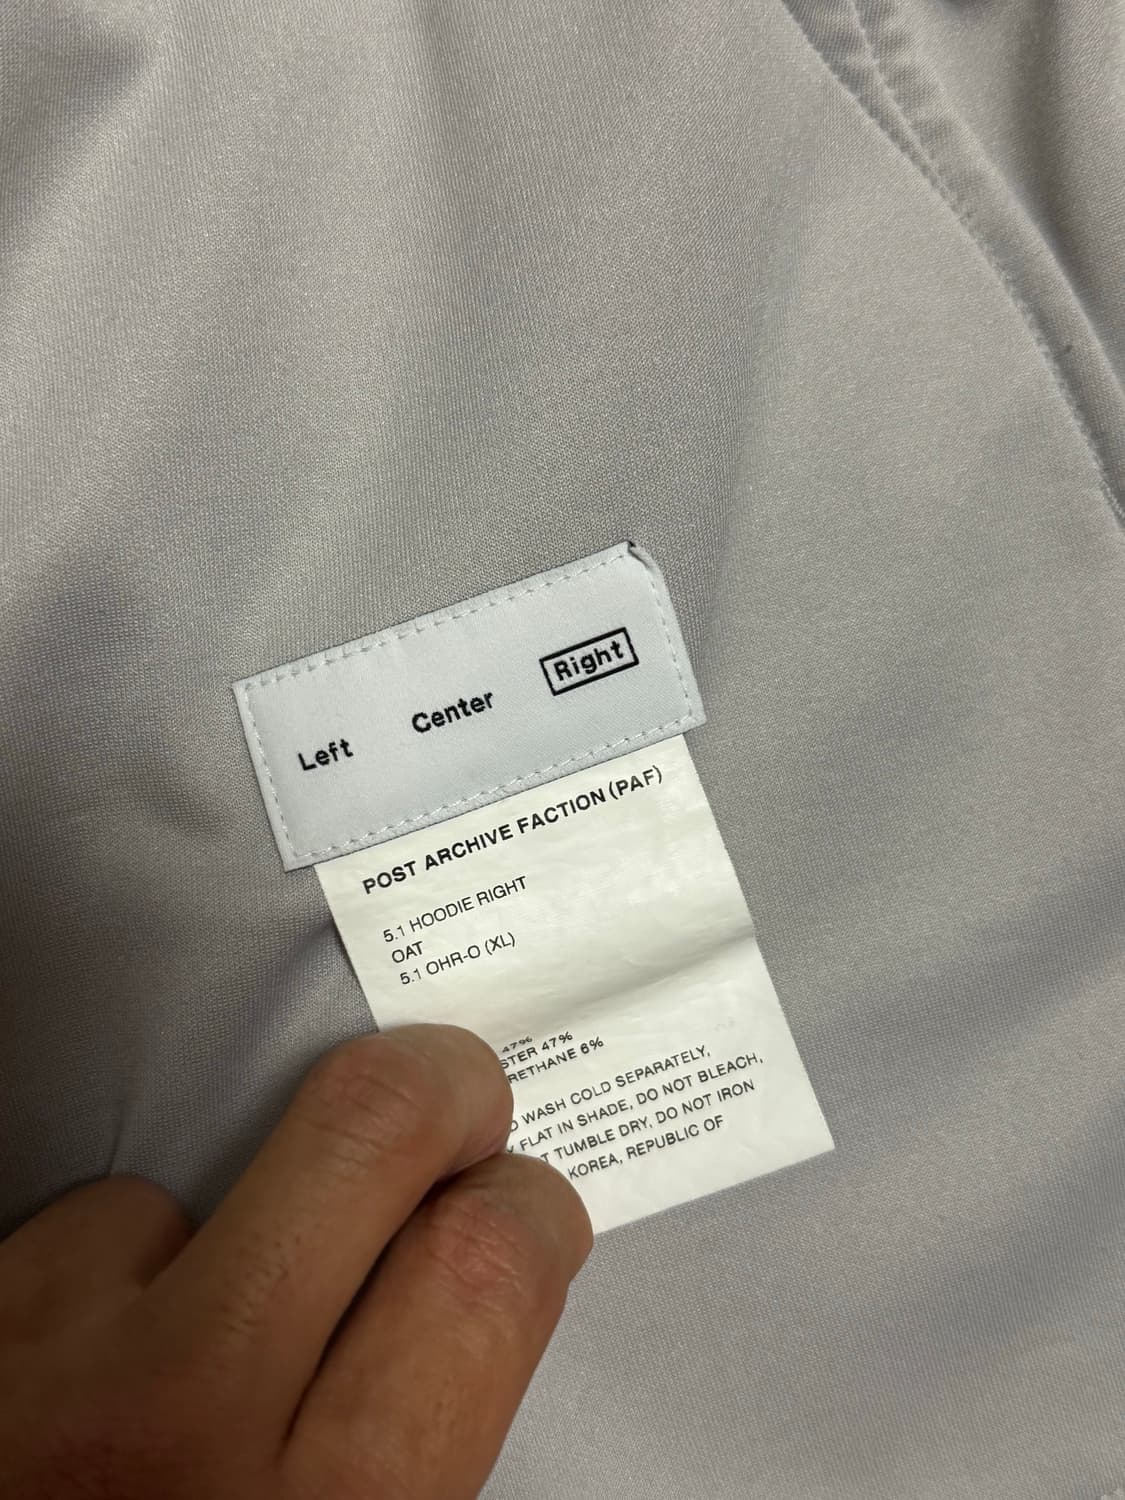 Left Center Right
POST ARCHIVE FACTION (PAF)
5.1 HOODIE RIGHT
OAT
5.1 OHR-O (XL)
47%
STER 47%
RETHANE 6%
WASH COLD SEPARATELY,
FLAT IN SHADE, DO NOT BLEACH,
T TUMBLE DRY, DO NOT IRON
KOREA, REPUBLIC OF